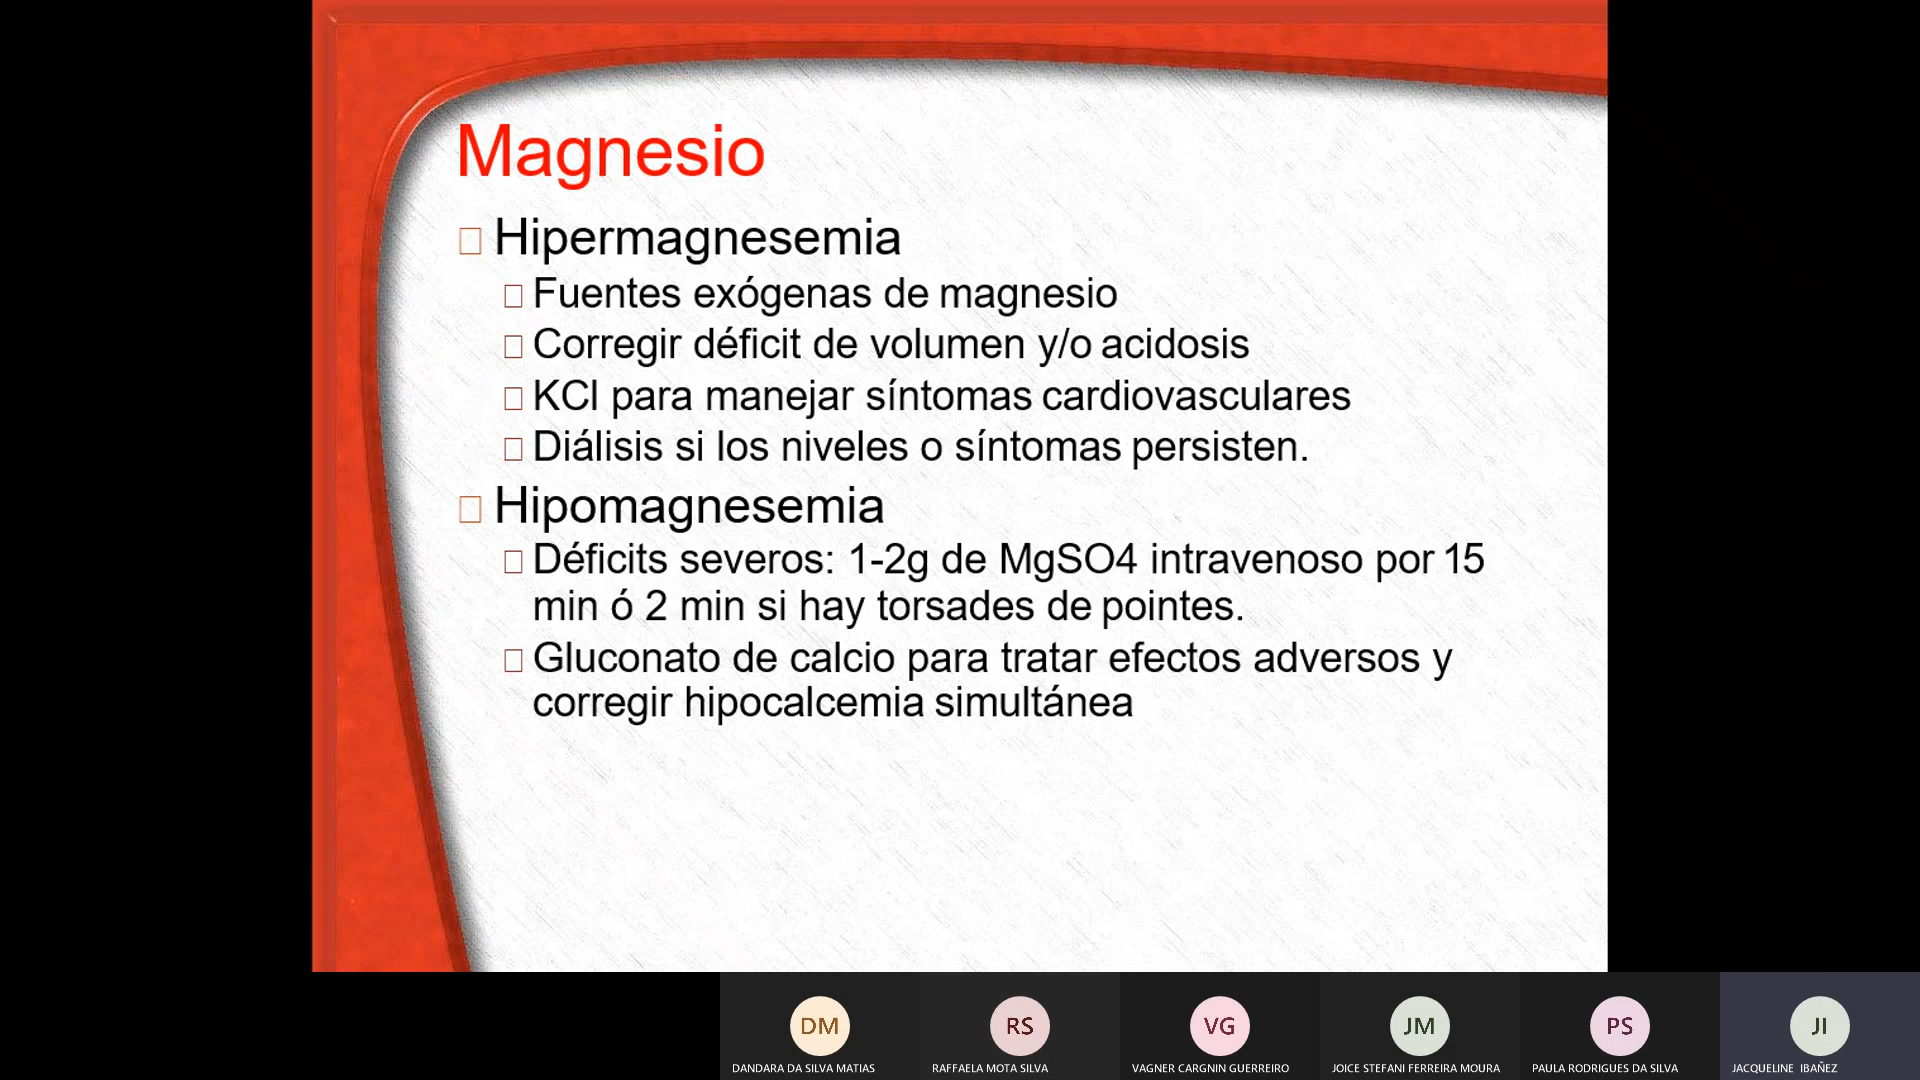 Magnesio
Hipermagnesemia
Fuentes exógenas de magnesio
Corregir déficit de volumen y/o acidosis
KCl para manejar síntomas cardiovasculares
Diálisis si los niveles o síntomas persisten.
Hipomagnesemia
Déficits severos: 1-2g de MgSO4 intravenoso por 15
min ó 2 min si hay torsades de pointes.
Gluconato de calcio para tratar efectos adversos y
corregir hipocalcemia simultánea
DM
RS
VG
JM
PS
JI
DANDARA DA SILVA MATIAS
RAFFAELA MOTA SILVA
VAGNER CARGNIN GUERREIRO
JOICE STEFANI FERREIRA MOURA
PAULA RODRIGUES DA SILVA
JACQUELINE IBAÑEZ